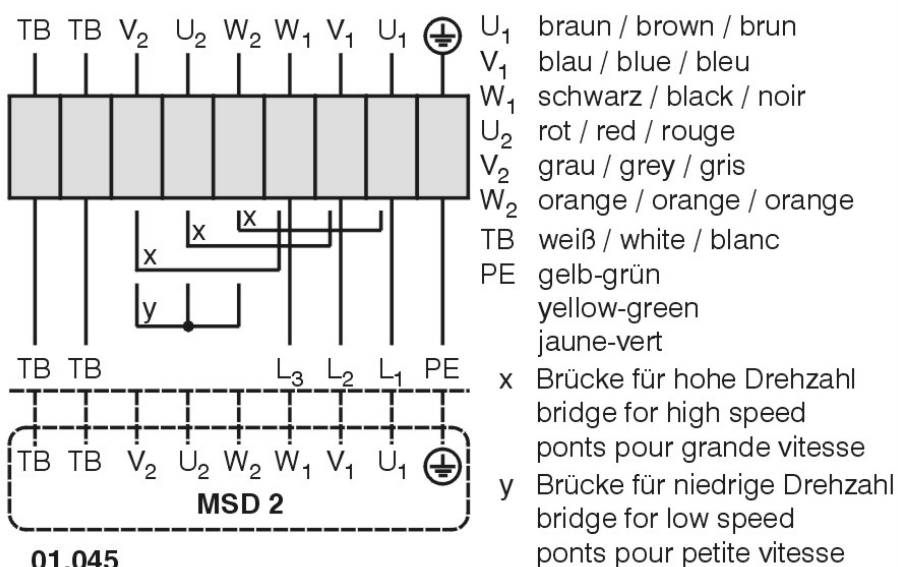 TB TB V₂ U₂ W₂ W₁ V₁ U₁
x
x
x
y
TB TB L₃ L₂ L₁ PE
TB TB V₂ U₂ W₂ W₁ V₁ U₁
MSD 2
01.045
U₁ braun / brown / brun
V₁ blau / blue / bleu
W₁ schwarz / black / noir
U₂ rot / red / rouge
V₂ grau / grey / gris
W₂ orange / orange / orange
TB weiß / white / blanc
PE gelb-grün
yellow-green
jaune-vert
x Brücke für hohe Drehzahl
bridge for high speed
ponts pour grande vitesse
y Brücke für niedrige Drehzahl
bridge for low speed
ponts pour petite vitesse